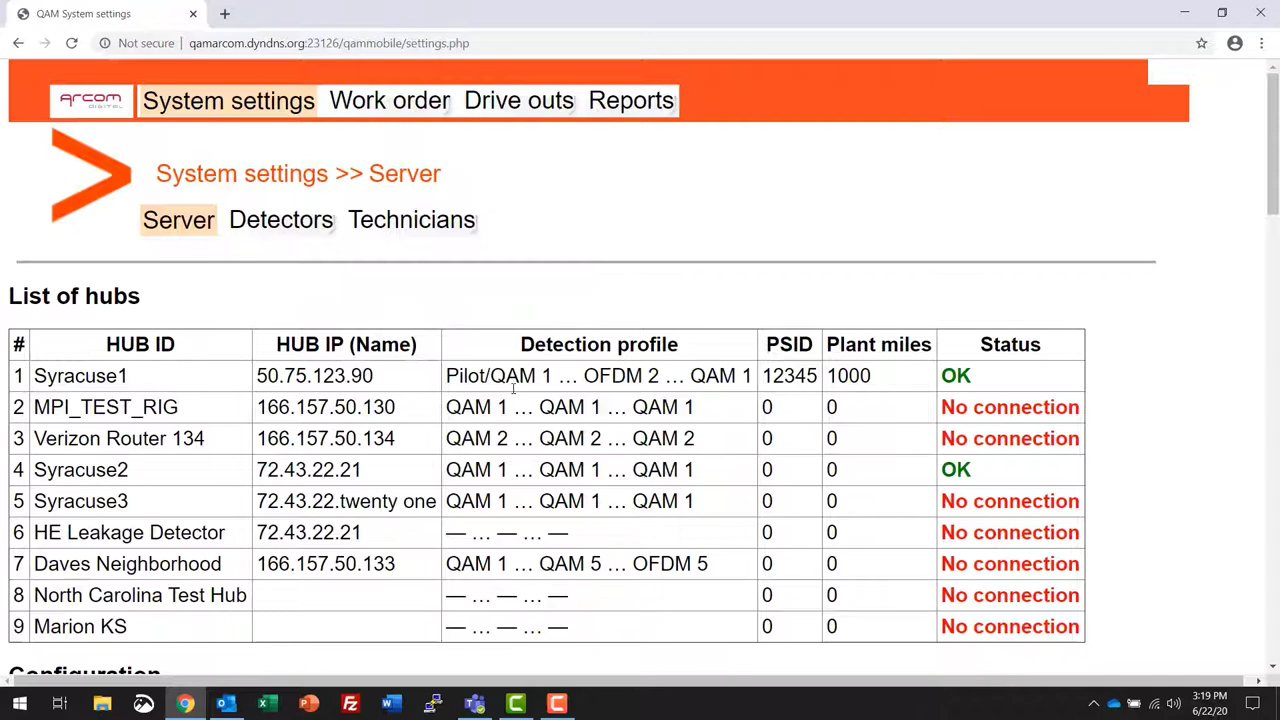 QAM System settings
Not secure qamarcom.dyndns.org:23126/qammobile/settings.php
arcom DIGITAL System settings Work order Drive outs Reports
System settings >> Server
Server Detectors Technicians
List of hubs
# HUB ID HUB IP (Name) Detection profile PSID Plant miles Status
1 Syracuse1 50.75.123.90 Pilot/QAM 1 … OFDM 2 … QAM 1 12345 1000 OK
2 MPI_TEST_RIG 166.157.50.130 QAM 1 … QAM 1 … QAM 1 0 0 No connection
3 Verizon Router 134 166.157.50.134 QAM 2 … QAM 2 … QAM 2 0 0 No connection
4 Syracuse2 72.43.22.21 QAM 1 … QAM 1 … QAM 1 0 0 OK
5 Syracuse3 72.43.22.twenty one QAM 1 … QAM 1 … QAM 1 0 0 No connection
6 HE Leakage Detector 72.43.22.21 — … — … — 0 0 No connection
7 Daves Neighborhood 166.157.50.133 QAM 1 … QAM 5 … OFDM 5 0 0 No connection
8 North Carolina Test Hub — … — … — 0 0 No connection
9 Marion KS — … — … — 0 0 No connection
Configuration
3:19 PM
6/22/20